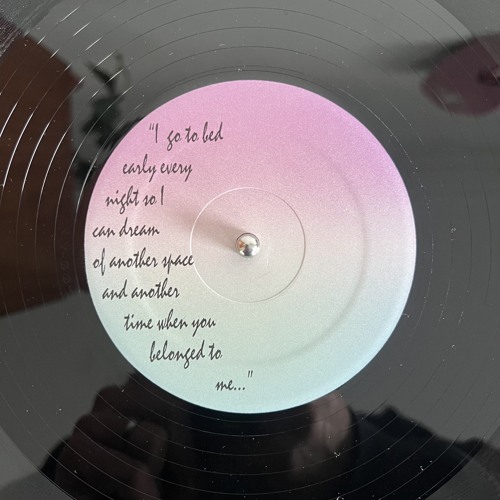 "I go to bed
early every
night so I
can dream
of another space
and another
time when you
belonged to
me..."